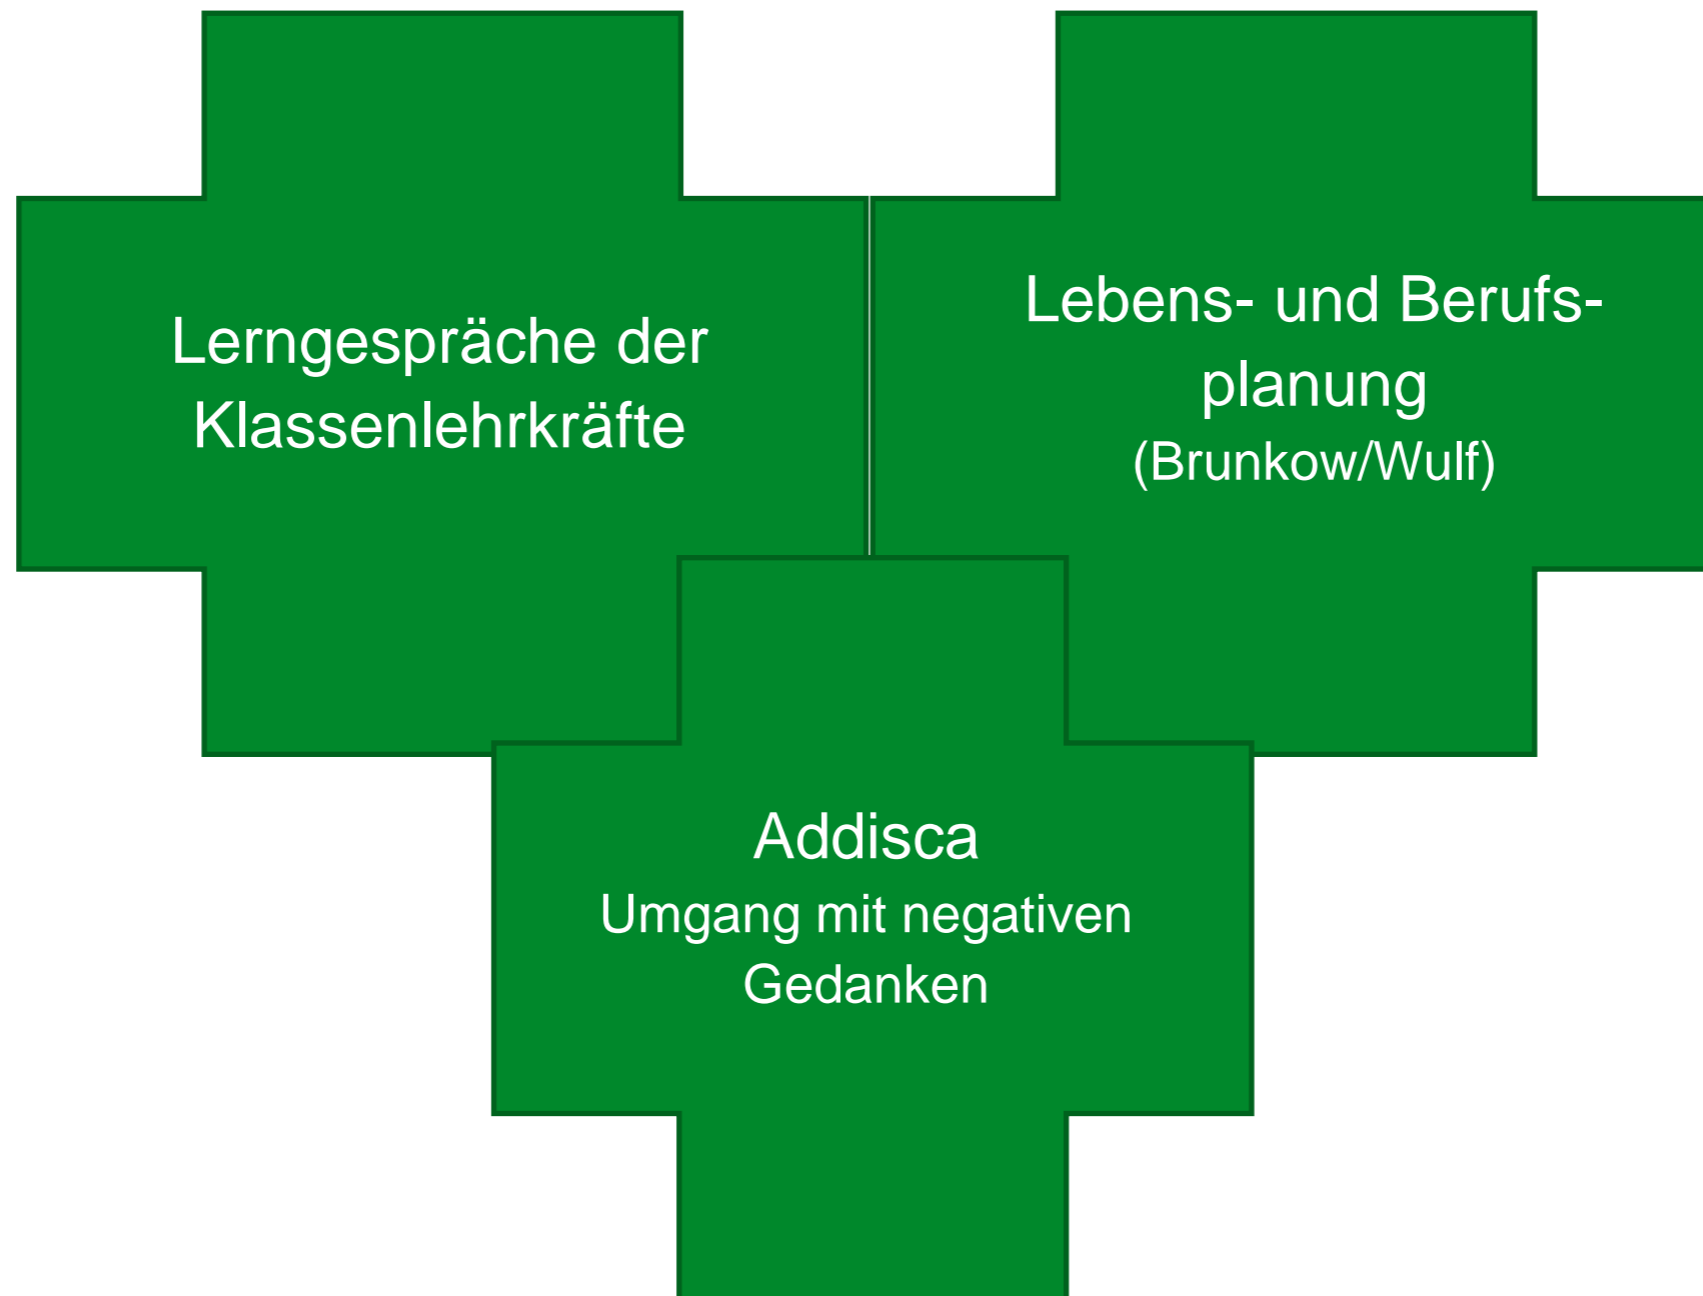 Lerngespräche der
Klassenlehrkräfte
Lebens- und Berufs-
planung
(Brunkow/Wulf)
Addisca
Umgang mit negativen
Gedanken